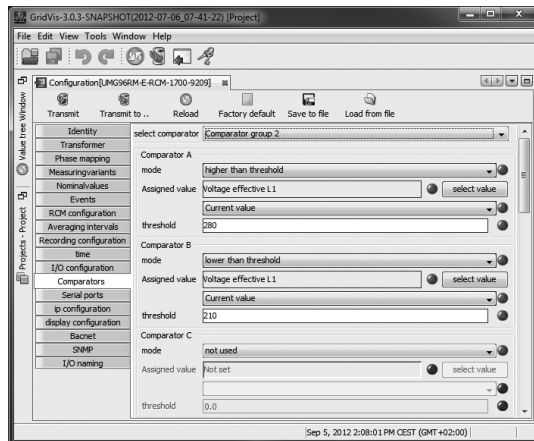 GridVis-3.0.3-SNAPSHOT(2012-07-06_07-41-22) [Project]
File Edit View Tools Window Help
Configuration[UMG96RM-E-RCM-1700-9209]
Transmit Transmit to .. Reload Factory default Save to file Load from file
Value tree Window
Projects - Project
Identity
Transformer
Phase mapping
Measuringvariants
Nominalvalues
Events
RCM configuration
Averaging intervals
Recording configuration
time
I/O configuration
Comparators
Serial ports
ip configuration
display configuration
Bacnet
SNMP
I/O naming
select comparator Comparator group 2
Comparator A
mode higher than threshold
Assigned value Voltage effective L1 select value
Current value
threshold 280
Comparator B
mode lower than threshold
Assigned value Voltage effective L1 select value
Current value
threshold 210
Comparator C
mode not used
Assigned value Not set select value
threshold 0.0
Sep 5, 2012 2:08:01 PM CEST (GMT+02:00)